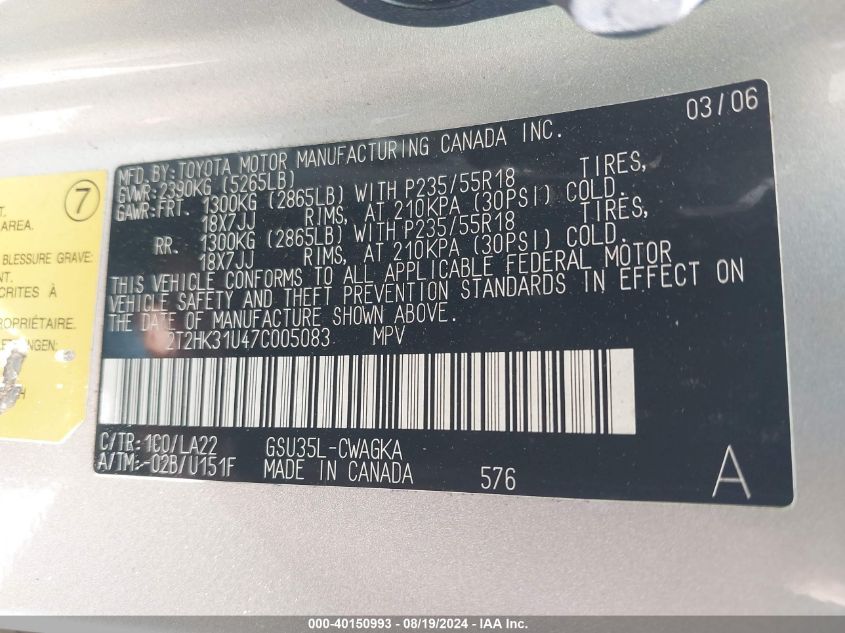 03/06
MFD.BY:TOYOTA MOTOR MANUFACTURING CANADA INC.
GVWR:2390KG (5265LB)
GAWR:FRT. 1300KG (2865LB) WITH P235/55R18 TIRES,
18X7JJ RIMS, AT 210KPA (30PSI) COLD.
RR. 1300KG (2865LB) WITH P235/55R18 TIRES,
18X7JJ RIMS, AT 210KPA (30PSI) COLD.
THIS VEHICLE CONFORMS TO ALL APPLICABLE FEDERAL MOTOR
VEHICLE SAFETY AND THEFT PREVENTION STANDARDS IN EFFECT ON
THE DATE OF MANUFACTURE SHOWN ABOVE.
2T2HK31U47C005083 MPV
C/TR:1C0/LA22 GSU35L-CWAGKA
A/TM:-02B/U151F MADE IN CANADA 576 A
7
AREA.
BLESSURE GRAVE
NT.
CRITES À
PROPRIÉTAIRE.
000-40150993 - 08/19/2024 - IAA Inc.